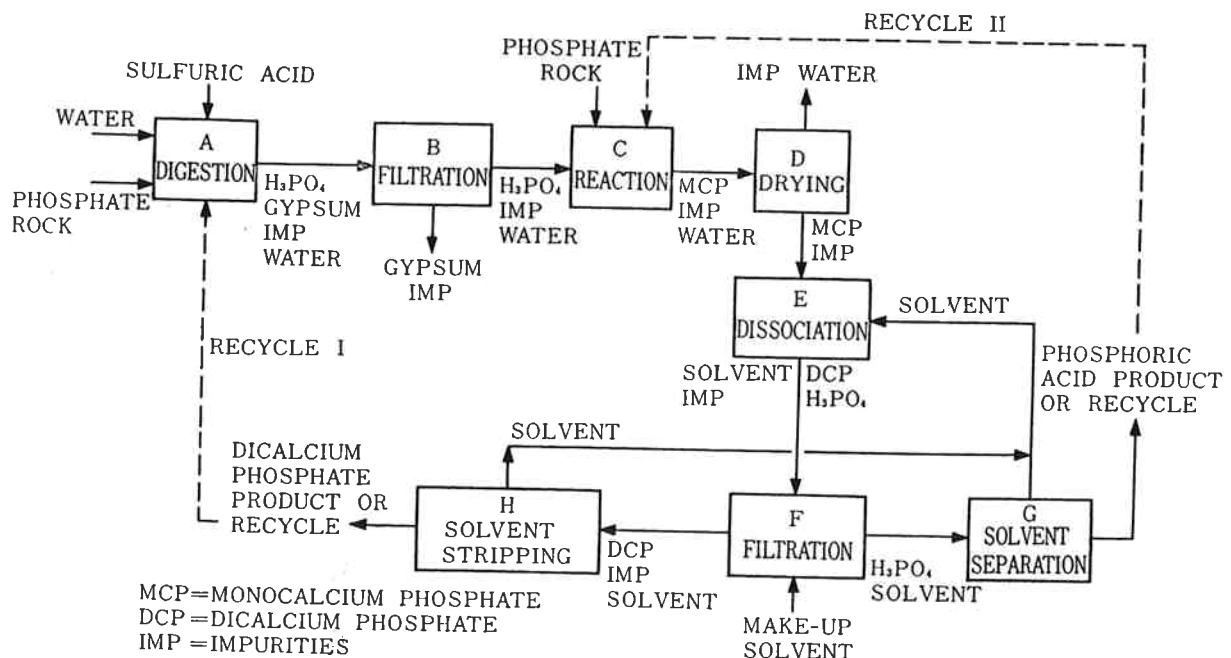 RECYCLE II
PHOSPHATE
ROCK
IMP WATER
SULFURIC ACID
WATER
A
DIGESTION
B
FILTRATION
C
REACTION
D
DRYING
PHOSPHATE
ROCK
H₃PO₄
GYPSUM
IMP
WATER
H₃PO₄
IMP
WATER
MCP
IMP
WATER
MCP
IMP
GYPSUM
IMP
E
DISSOCIATION
SOLVENT
RECYCLE I
SOLVENT
IMP
DCP
H₃PO₄
PHOSPHORIC
ACID PRODUCT
OR RECYCLE
SOLVENT
DICALCIUM
PHOSPHATE
PRODUCT OR
RECYCLE
H
SOLVENT
STRIPPING
F
FILTRATION
G
SOLVENT
SEPARATION
DCP
IMP
SOLVENT
H₃PO₄
SOLVENT
MAKE-UP
SOLVENT
MCP=MONOCALCIUM PHOSPHATE
DCP=DICALCIUM PHOSPHATE
IMP=IMPURITIES